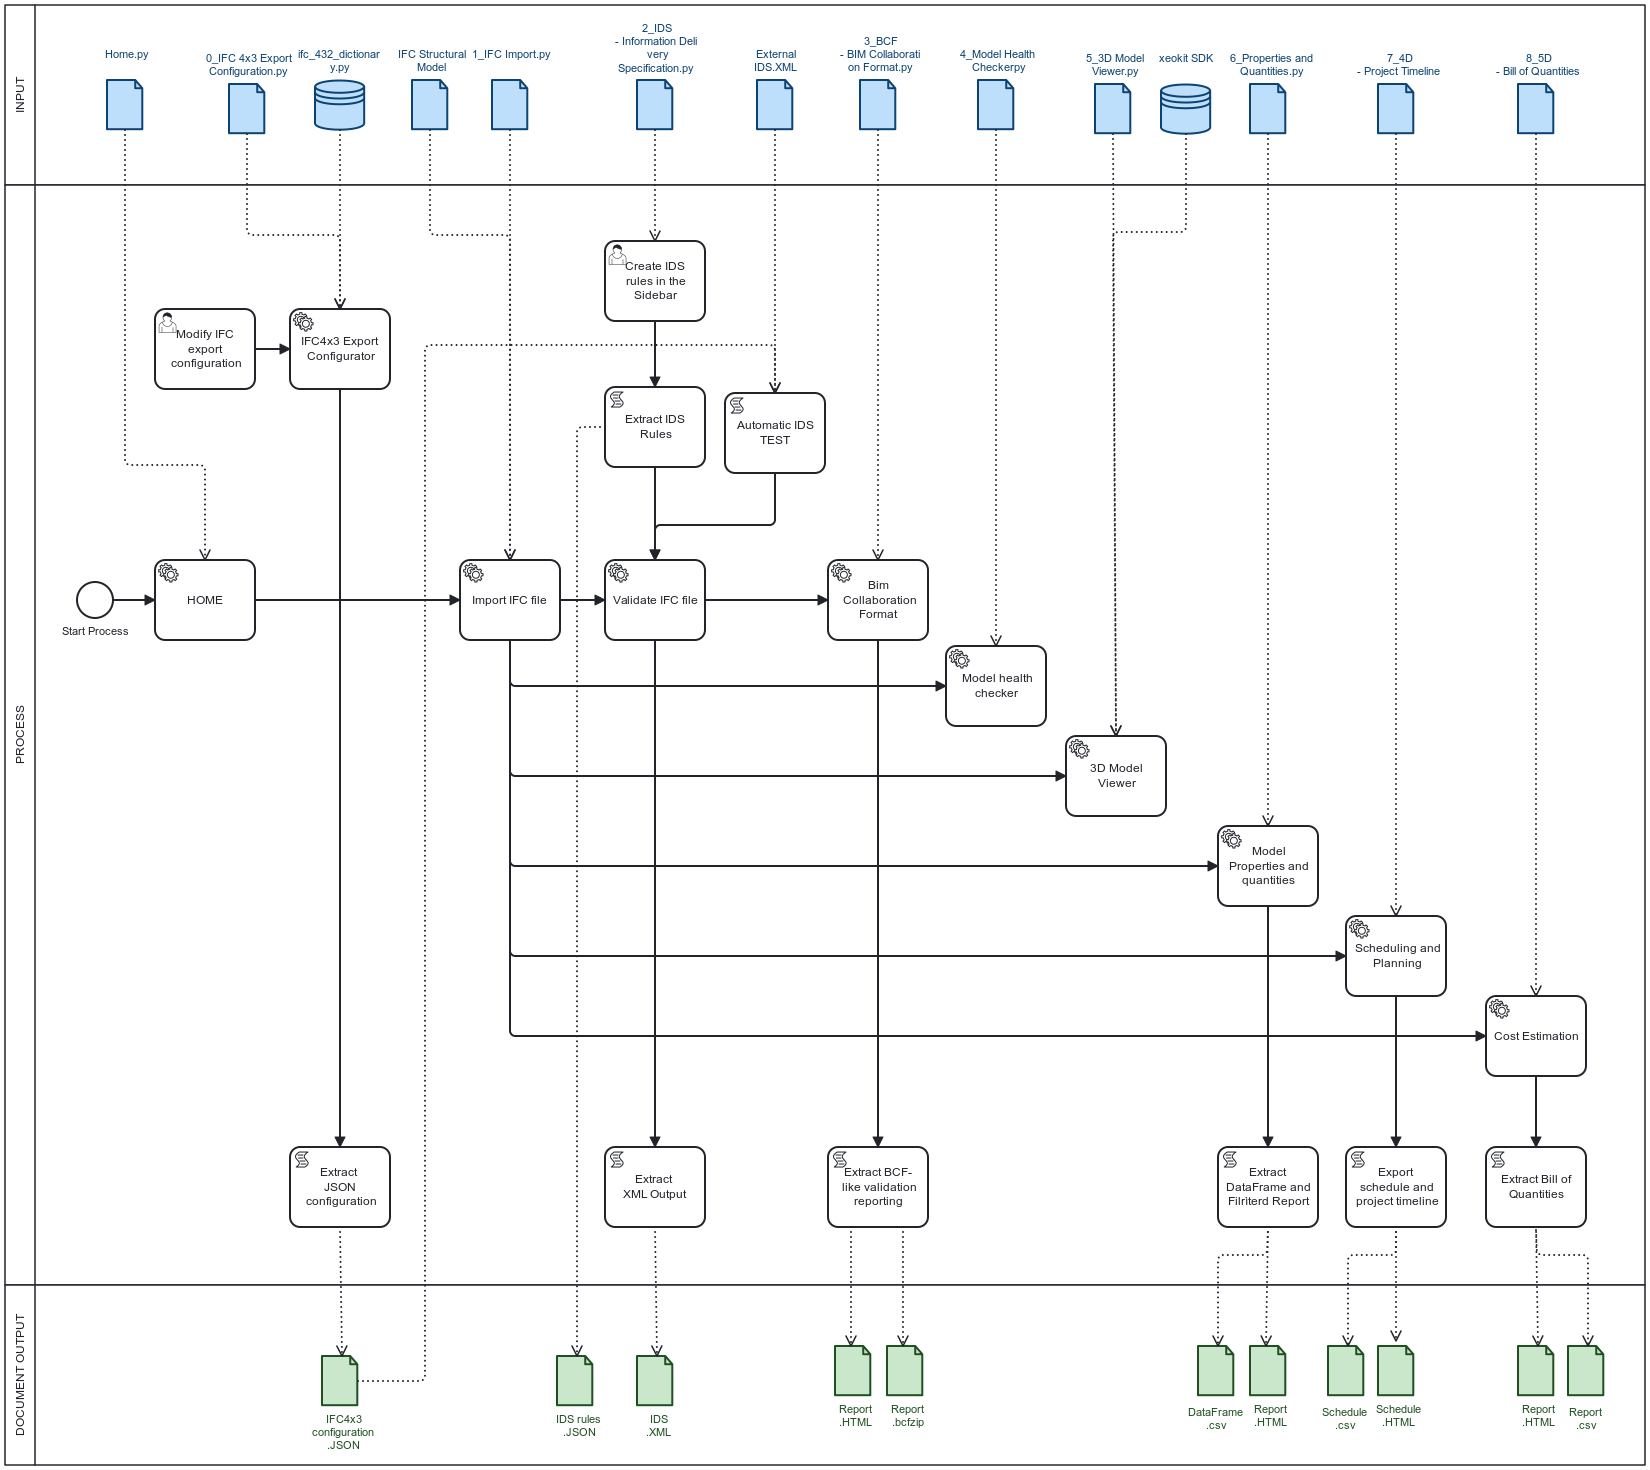 INPUT
Home.py
0_IFC 4x3 Export
Configuration.py
ifc_432_dictionar
y.py
IFC Structural
Model
1_IFC Import.py
2_IDS
- Information Deli
very
Specification.py
External
IDS.XML
3_BCF
- BIM Collaborati
on Format.py
4_Model Health
Checkerpy
5_3D Model
Viewer.py
xeokit SDK
6_Properties and
Quantities.py
7_4D
- Project Timeline
8_5D
- Bill of Quantities
PROCESS
Create IDS
rules in the
Sidebar
Modify IFC
export
configuration
IFC4x3 Export
Configurator
Extract IDS
Rules
Automatic IDS
TEST
Start Process
HOME
Import IFC file
Validate IFC file
Bim
Collaboration
Format
Model health
checker
3D Model
Viewer
Model
Properties and
quantities
Scheduling and
Planning
Cost Estimation
Extract
JSON
configuration
Extract
XML Output
Extract BCF-
like validation
reporting
Extract
DataFrame and
Filriterd Report
Export
schedule and
project timeline
Extract Bill of
Quantities
DOCUMENT OUTPUT
IFC4x3
configuration
.JSON
IDS rules
.JSON
IDS
.XML
Report
.HTML
Report
.bcfzip
DataFrame
.csv
Report
.HTML
Schedule
.csv
Schedule
.HTML
Report
.HTML
Report
.csv